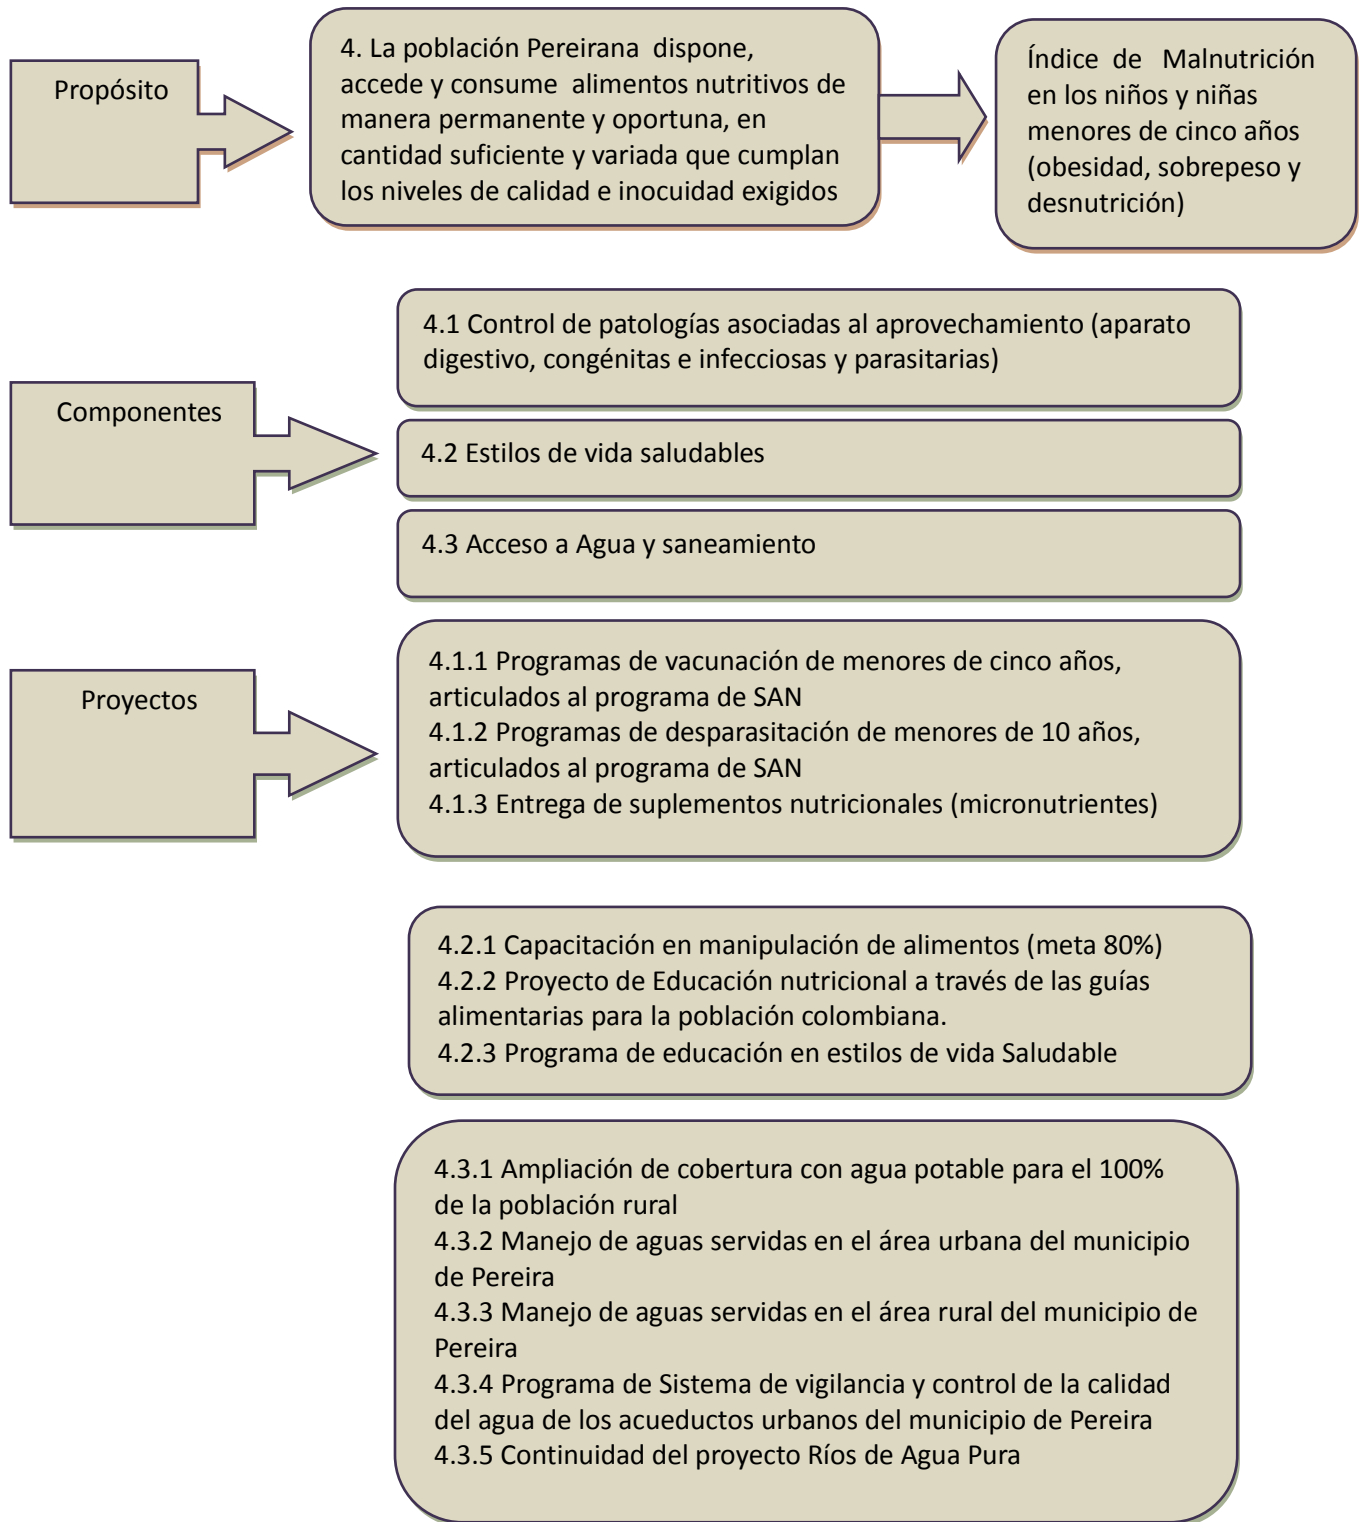 Propósito
4. La población Pereirana dispone,
accede y consume alimentos nutritivos de
manera permanente y oportuna, en
cantidad suficiente y variada que cumplan
los niveles de calidad e inocuidad exigidos
Índice de Malnutrición
en los niños y niñas
menores de cinco años
(obesidad, sobrepeso y
desnutrición)
Componentes
4.1 Control de patologías asociadas al aprovechamiento (aparato
digestivo, congénitas e infecciosas y parasitarias)
4.2 Estilos de vida saludables
4.3 Acceso a Agua y saneamiento
Proyectos
4.1.1 Programas de vacunación de menores de cinco años,
articulados al programa de SAN
4.1.2 Programas de desparasitación de menores de 10 años,
articulados al programa de SAN
4.1.3 Entrega de suplementos nutricionales (micronutrientes)
4.2.1 Capacitación en manipulación de alimentos (meta 80%)
4.2.2 Proyecto de Educación nutricional a través de las guías
alimentarias para la población colombiana.
4.2.3 Programa de educación en estilos de vida Saludable
4.3.1 Ampliación de cobertura con agua potable para el 100%
de la población rural
4.3.2 Manejo de aguas servidas en el área urbana del municipio
de Pereira
4.3.3 Manejo de aguas servidas en el área rural del municipio de
Pereira
4.3.4 Programa de Sistema de vigilancia y control de la calidad
del agua de los acueductos urbanos del municipio de Pereira
4.3.5 Continuidad del proyecto Ríos de Agua Pura